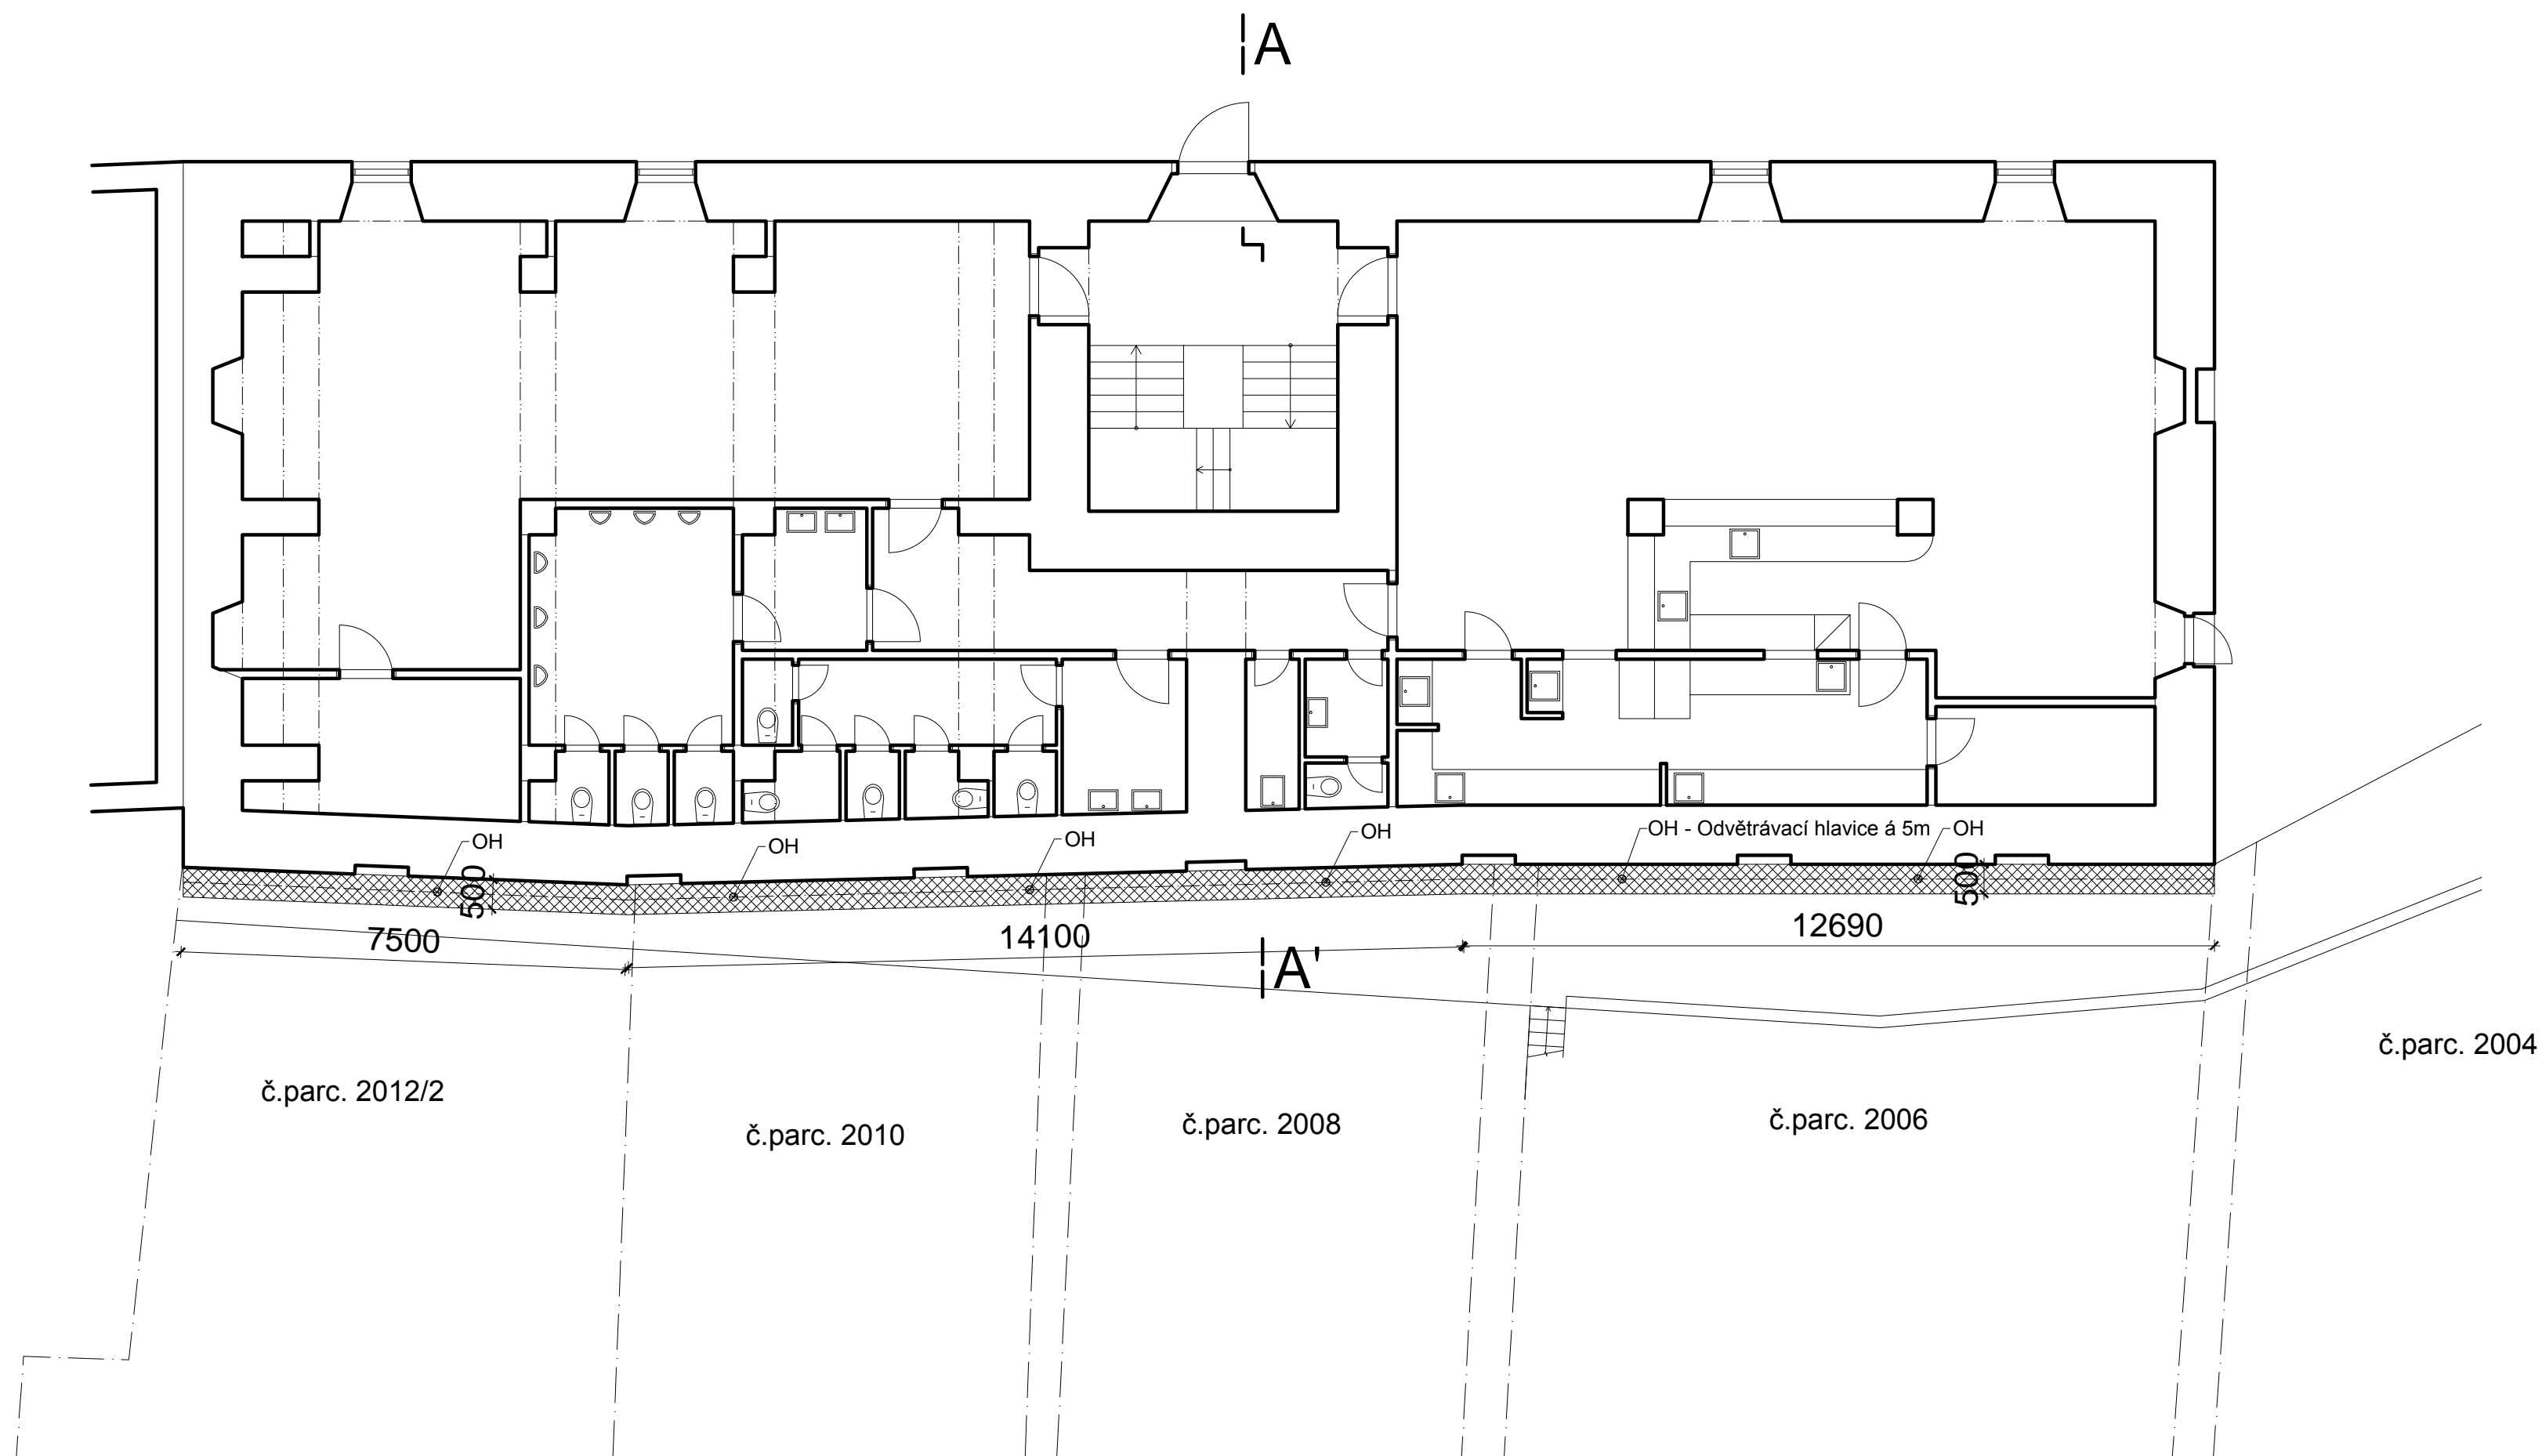 A
OH
OH
OH
OH
OH - Odvětrávací hlavice á 5m
OH
500
500
7500
14100
12690
A'
č.parc. 2004
č.parc. 2012/2
č.parc. 2010
č.parc. 2008
č.parc. 2006